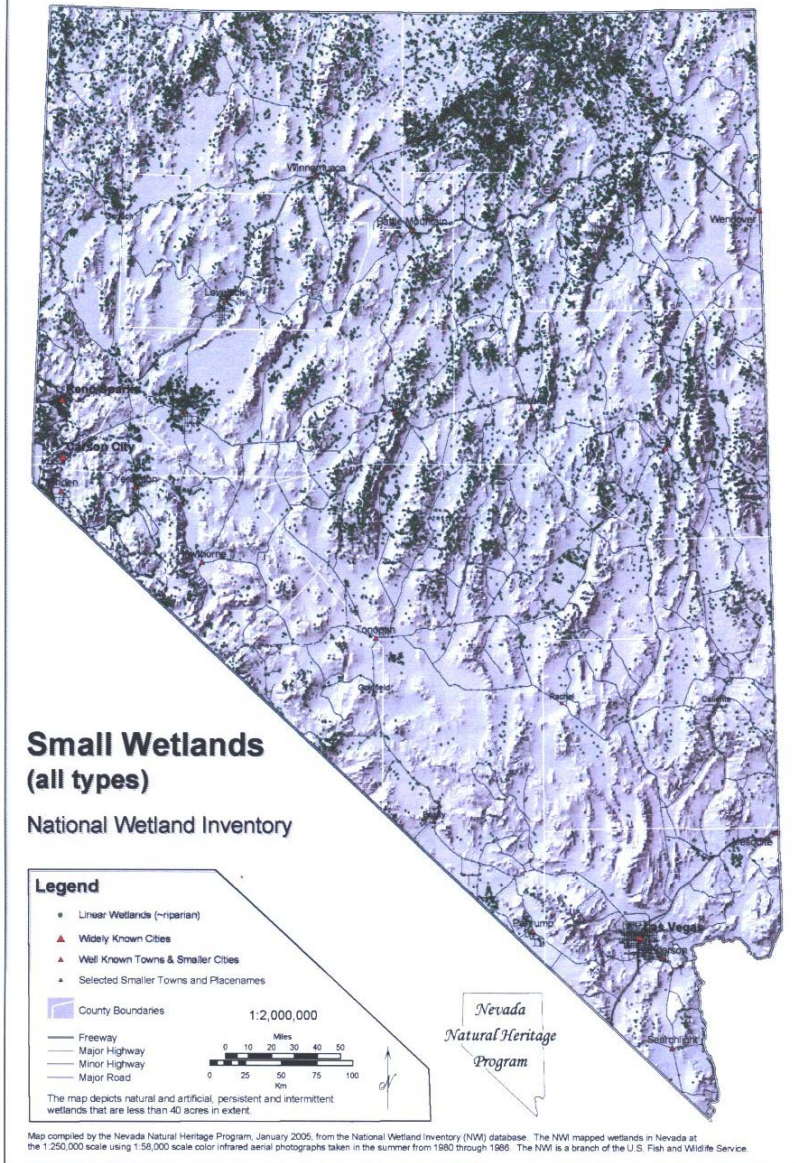 Winnemucca
Battle Mountain
Wendover
Lovelock
Reno Sparks
Carson City
Yerington
Hawthorne
Tonopah
Goldfield
Rachel
Caliente
Beatty
Mesquite
Pahrump
Las Vegas
Henderson
Searchlight
Small Wetlands
(all types)
National Wetland Inventory
Legend
Linear Wetlands (~riparian)
Widely Known Cities
Well Known Towns & Smaller Cities
Selected Smaller Towns and Placenames
County Boundaries
1:2,000,000
Freeway
Major Highway
Minor Highway
Major Road
Miles
0 10 20 30 40 50
0 25 50 75 100
Km
N
The map depicts natural and artificial, persistent and intermittent
wetlands that are less than 40 acres in extent.
Nevada
Natural Heritage
Program
Map compiled by the Nevada Natural Heritage Program, January 2005, from the National Wetland Inventory (NWI) database. The NWI mapped wetlands in Nevada at
the 1:250,000 scale using 1:58,000 scale color infrared aerial photographs taken in the summer from 1980 through 1986. The NWI is a branch of the U.S. Fish and Wildlife Service.